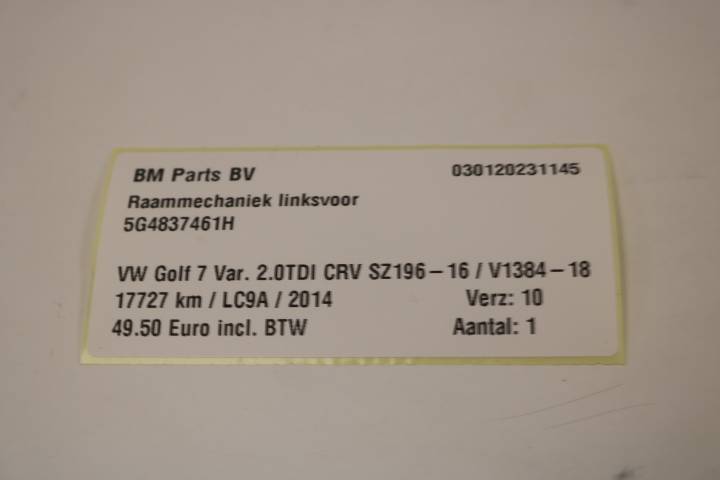 BM Parts BV 030120231145
Raammechaniek linksvoor
5G4837461H
VW Golf 7 Var. 2.0TDI CRV SZ196-16 / V1384-18
17727 km / LC9A / 2014 Verz: 10
49.50 Euro incl. BTW Aantal: 1